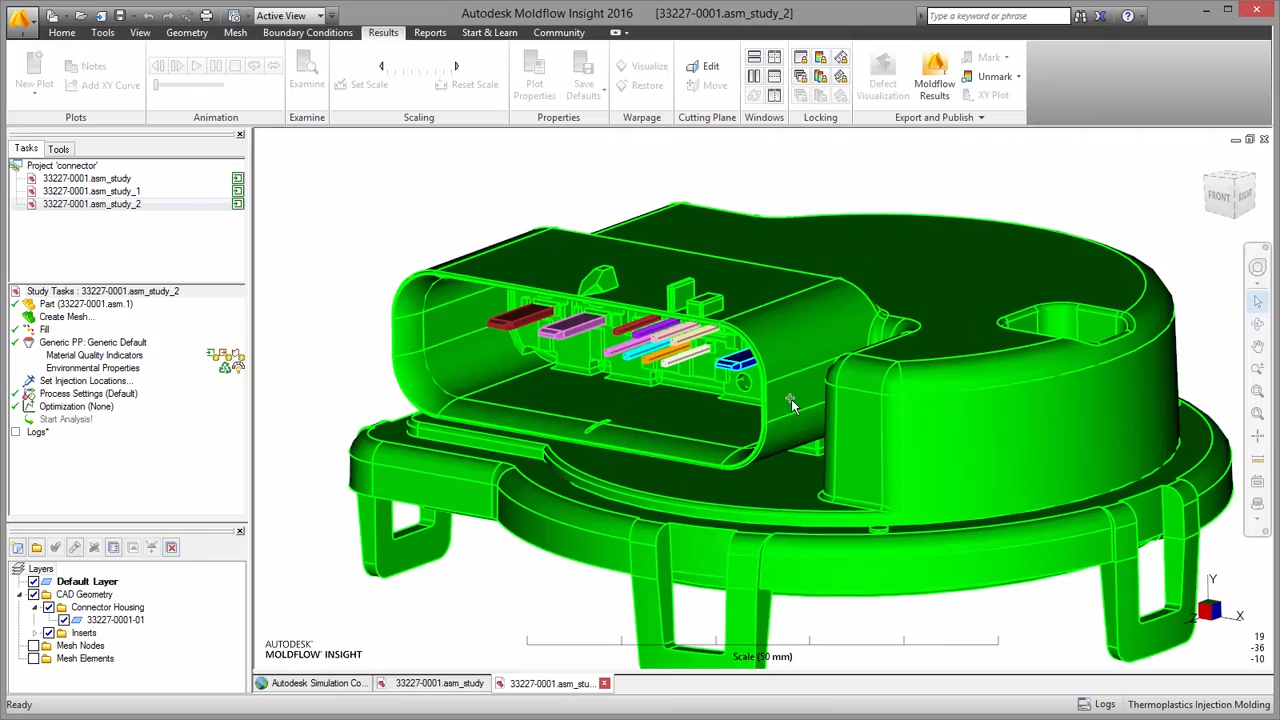 Active View
Autodesk Moldflow Insight 2016 [33227-0001.asm_study_2]
Type a keyword or phrase
Home Tools View Geometry Mesh Boundary Conditions Results Reports Start & Learn Community
New Plot
Notes
Add XY Curve
Plots
Animation
Examine
Examine
Set Scale
Reset Scale
Scaling
Plot Properties
Save Defaults
Properties
Visualize
Restore
Warpage
Edit
Move
Cutting Plane
Windows
Locking
Defect Visualization
Moldflow Results
Mark
Unmark
XY Plot
Export and Publish
Tasks Tools
Project 'connector'
33227-0001.asm_study
33227-0001.asm_study_1
33227-0001.asm_study_2
Study Tasks : 33227-0001.asm_study_2
Part (33227-0001.asm.1)
Create Mesh...
Fill
Generic PP: Generic Default
Material Quality Indicators
Environmental Properties
Set Injection Locations...
Process Settings (Default)
Optimization (None)
Start Analysis!
Logs*
Layers
Default Layer
CAD Geometry
Connector Housing
33227-0001-01
Inserts
Mesh Nodes
Mesh Elements
FRONT RIGHT
AUTODESK
MOLDFLOW INSIGHT
Scale (50 mm)
Y
Z
X
19
-36
-10
Autodesk Simulation Co... 33227-0001.asm_study 33227-0001.asm_stu...
Ready
Logs Thermoplastics Injection Molding